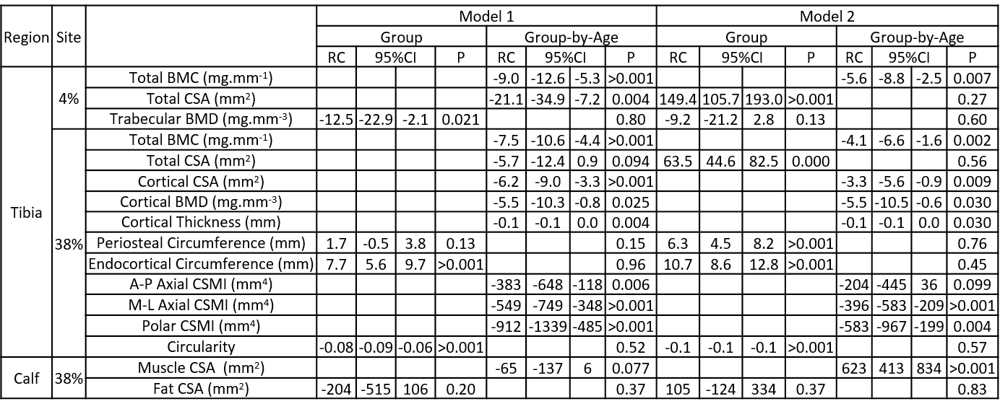 Model 1 Model 2
Region Site Group Group-by-Age Group Group-by-Age
RC 95%CI P RC 95%CI P RC 95%CI P RC 95%CI P
Tibia
4%
Total BMC (mg.mm-1) -9.0 -12.6 -5.3 >0.001 -5.6 -8.8 -2.5 0.007
Total CSA (mm2) -21.1 -34.9 -7.2 0.004 149.4 105.7 193.0 >0.001 0.27
Trabecular BMD (mg.mm-3) -12.5 -22.9 -2.1 0.021 0.80 -9.2 -21.2 2.8 0.13 0.60
38%
Total BMC (mg.mm-1) -7.5 -10.6 -4.4 >0.001 -4.1 -6.6 -1.6 0.002
Total CSA (mm2) -5.7 -12.4 0.9 0.094 63.5 44.6 82.5 0.000 0.56
Cortical CSA (mm2) -6.2 -9.0 -3.3 >0.001 -3.3 -5.6 -0.9 0.009
Cortical BMD (mg.mm-3) -5.5 -10.3 -0.8 0.025 -5.5 -10.5 -0.6 0.030
Cortical Thickness (mm) -0.1 -0.1 0.0 0.004 -0.1 -0.1 0.0 0.030
Periosteal Circumference (mm) 1.7 -0.5 3.8 0.13 0.15 6.3 4.5 8.2 >0.001 0.76
Endocortical Circumference (mm) 7.7 5.6 9.7 >0.001 0.96 10.7 8.6 12.8 >0.001 0.45
A-P Axial CSMI (mm4) -383 -648 -118 0.006 -204 -445 36 0.099
M-L Axial CSMI (mm4) -549 -749 -348 >0.001 -396 -583 -209 >0.001
Polar CSMI (mm4) -912 -1339 -485 >0.001 -583 -967 -199 0.004
Circularity -0.08 -0.09 -0.06 >0.001 0.52 -0.1 -0.1 -0.1 >0.001 0.57
Calf
38%
Muscle CSA (mm2) -65 -137 6 0.077 623 413 834 >0.001
Fat CSA (mm2) -204 -515 106 0.20 0.37 105 -124 334 0.37 0.83